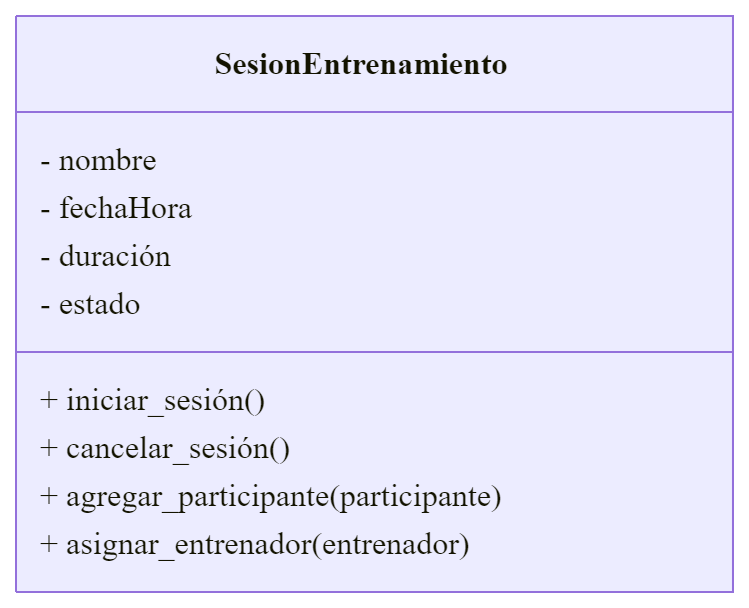 SesionEntrenamiento
- nombre
- fechaHora
- duración
- estado
+ iniciar_sesión()
+ cancelar_sesión()
+ agregar_participante(participante)
+ asignar_entrenador(entrenador)